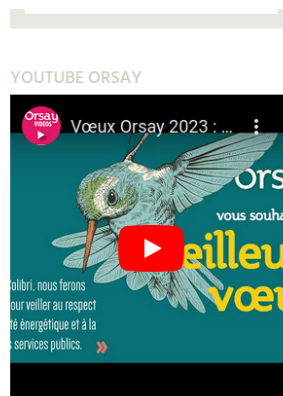 YOUTUBE ORSAY
Orsay
VIDEOS
Vœux Orsay 2023 : ...
Ors
vous souha
eilleu
vœu
Colibri, nous ferons
our veiller au respect
té énergétique et à la
s services publics.